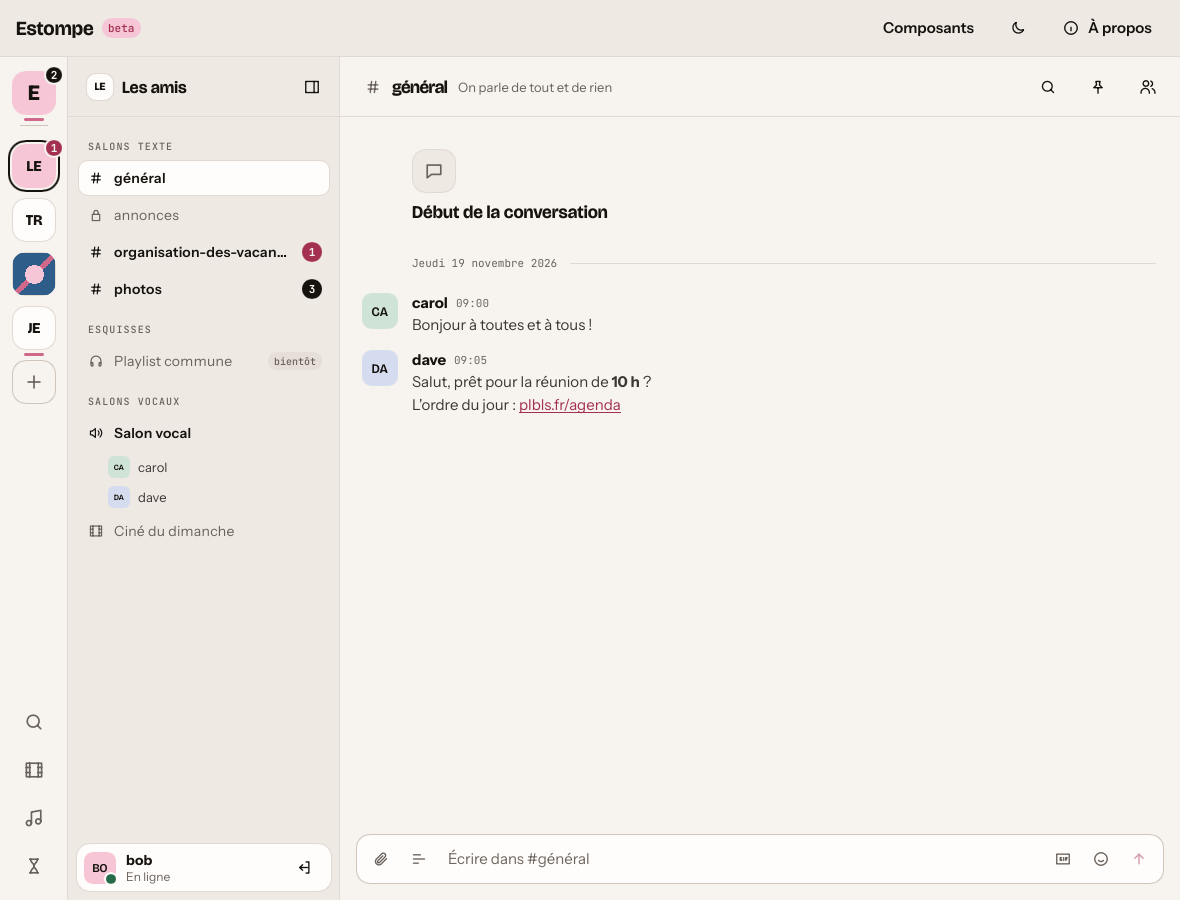 Estompe beta
Composants
À propos
E 2
LE 1
TR
JE
LE Les amis
SALONS TEXTE
# général
annonces
# organisation-des-vacan… 1
# photos 3
ESQUISSES
Playlist commune bientôt
SALONS VOCAUX
Salon vocal
CA carol
DA dave
Ciné du dimanche
BO bob
En ligne
# général On parle de tout et de rien
Début de la conversation
Jeudi 19 novembre 2026
CA carol 09:00
Bonjour à toutes et à tous !
DA dave 09:05
Salut, prêt pour la réunion de 10 h ?
L'ordre du jour : plbls.fr/agenda
Écrire dans #général
GIF